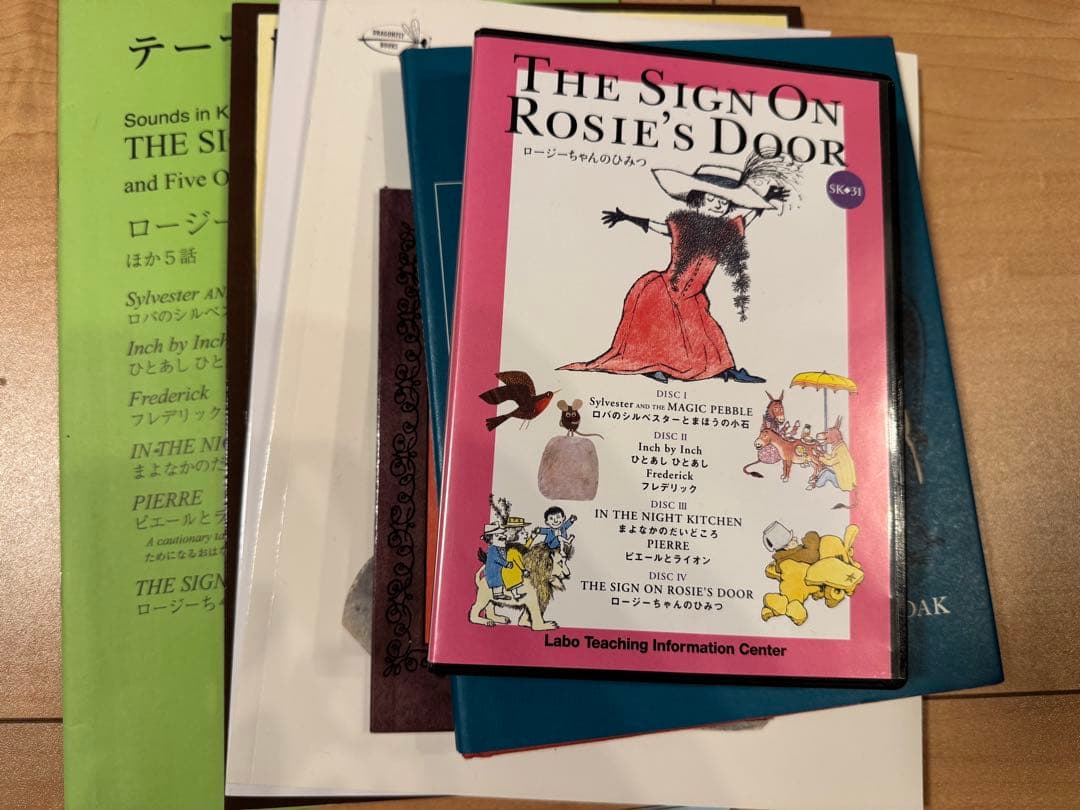 テー
Sounds in K
THE SI
and Five O
ロージー
ほか5話
Sylvester AN
ロバのシルベス
Inch by Inch
ひとあし ひと
Frederick
フレデリック
IN THE NIG
まよなかのだ
PIERRE
ピエールとラ
A cautionary ta
ためになるおはな
THE SIGN
ロージーちゃ
DRAGONFLY
BOOKS
THE SIGN ON
ROSIE'S DOOR
ロージーちゃんのひみつ
SK◆31
DISC I
Sylvester AND THE MAGIC PEBBLE
ロバのシルベスターとまほうの小石
DISC II
Inch by Inch
ひとあし ひとあし
Frederick
フレデリック
DISC III
IN THE NIGHT KITCHEN
まよなかのだいどころ
PIERRE
ピエールとライオン
DISC IV
THE SIGN ON ROSIE'S DOOR
ロージーちゃんのひみつ
Labo Teaching Information Center
DAK